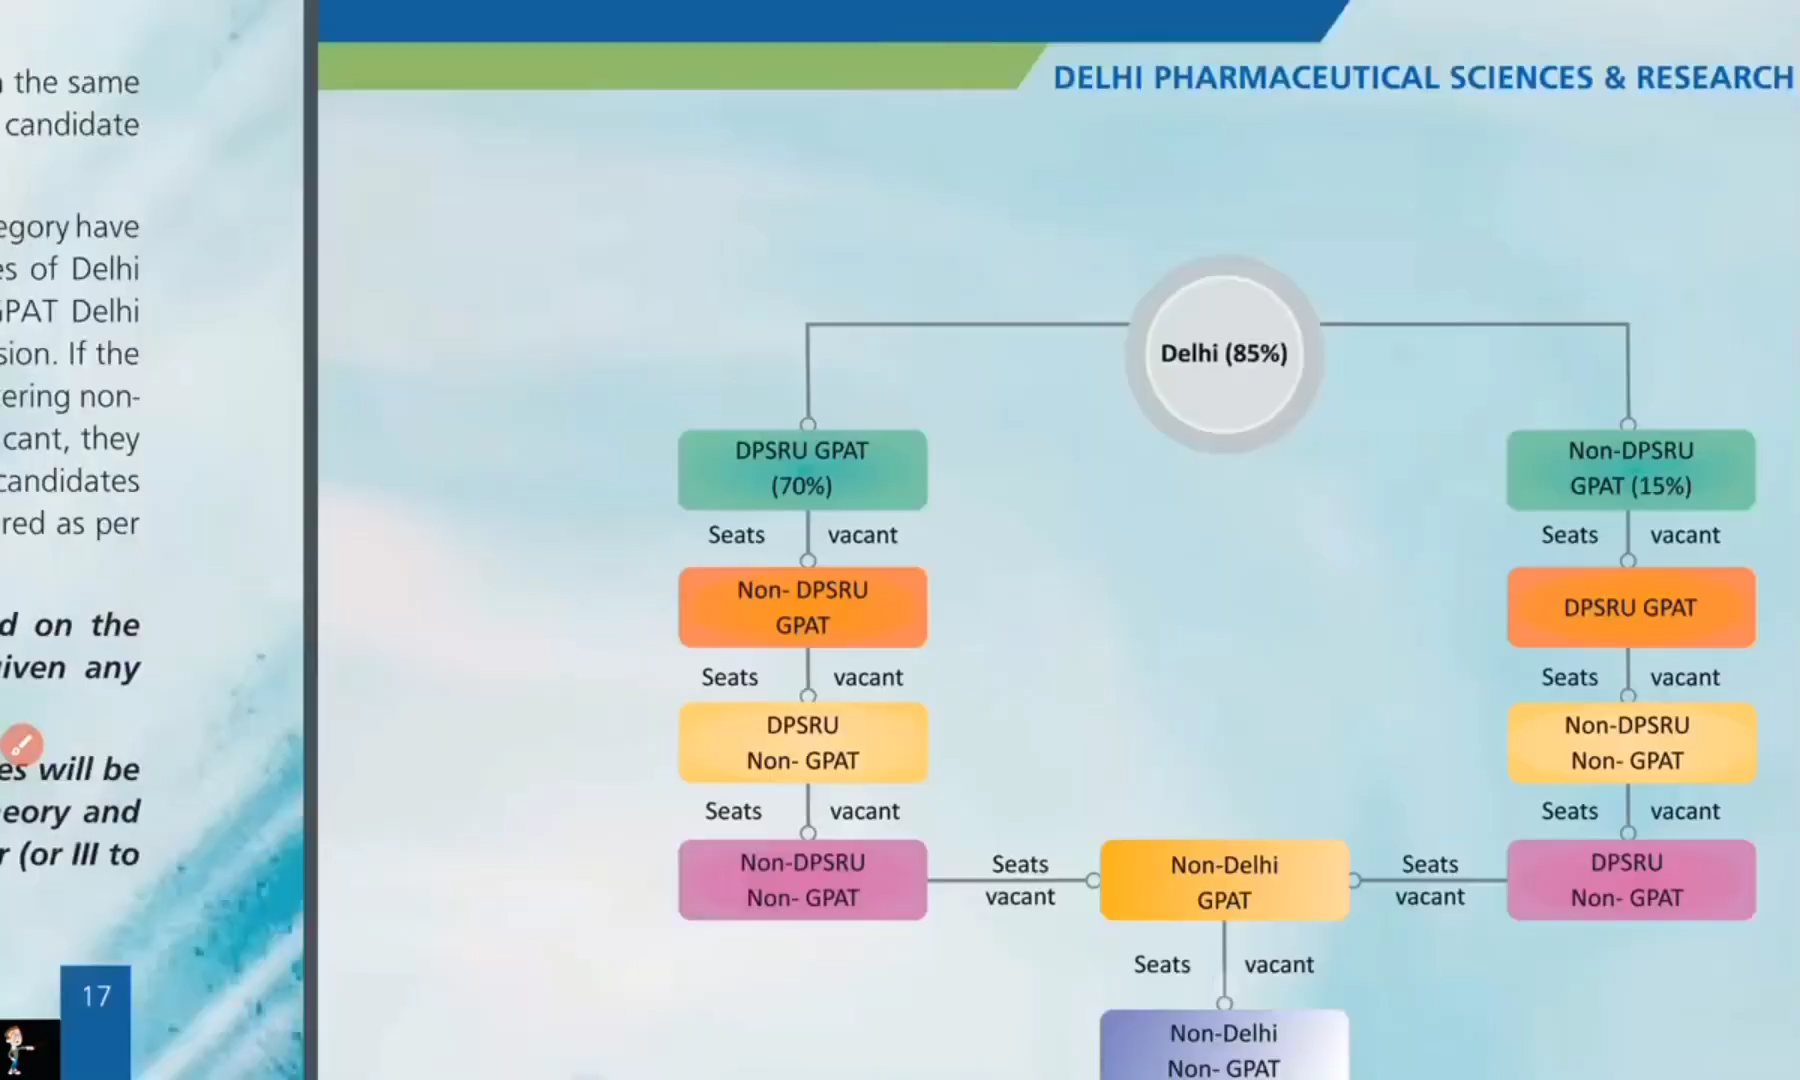 the same
candidate
egory have
es of Delhi
GPAT Delhi
sion. If the
ering non-
cant, they
candidates
red as per
d on the
given any
es will be
eory and
r (or III to
17
DELHI PHARMACEUTICAL SCIENCES & RESEARCH
Delhi (85%)
DPSRU GPAT
(70%)
Seats vacant
Non- DPSRU
GPAT
Seats vacant
DPSRU
Non- GPAT
Seats vacant
Non-DPSRU
Non- GPAT
Seats
vacant
Non-DPSRU
GPAT (15%)
Seats vacant
DPSRU GPAT
Seats vacant
Non-DPSRU
Non- GPAT
Seats vacant
DPSRU
Non- GPAT
Seats
vacant
Non-Delhi
GPAT
Seats vacant
Non-Delhi
Non- GPAT